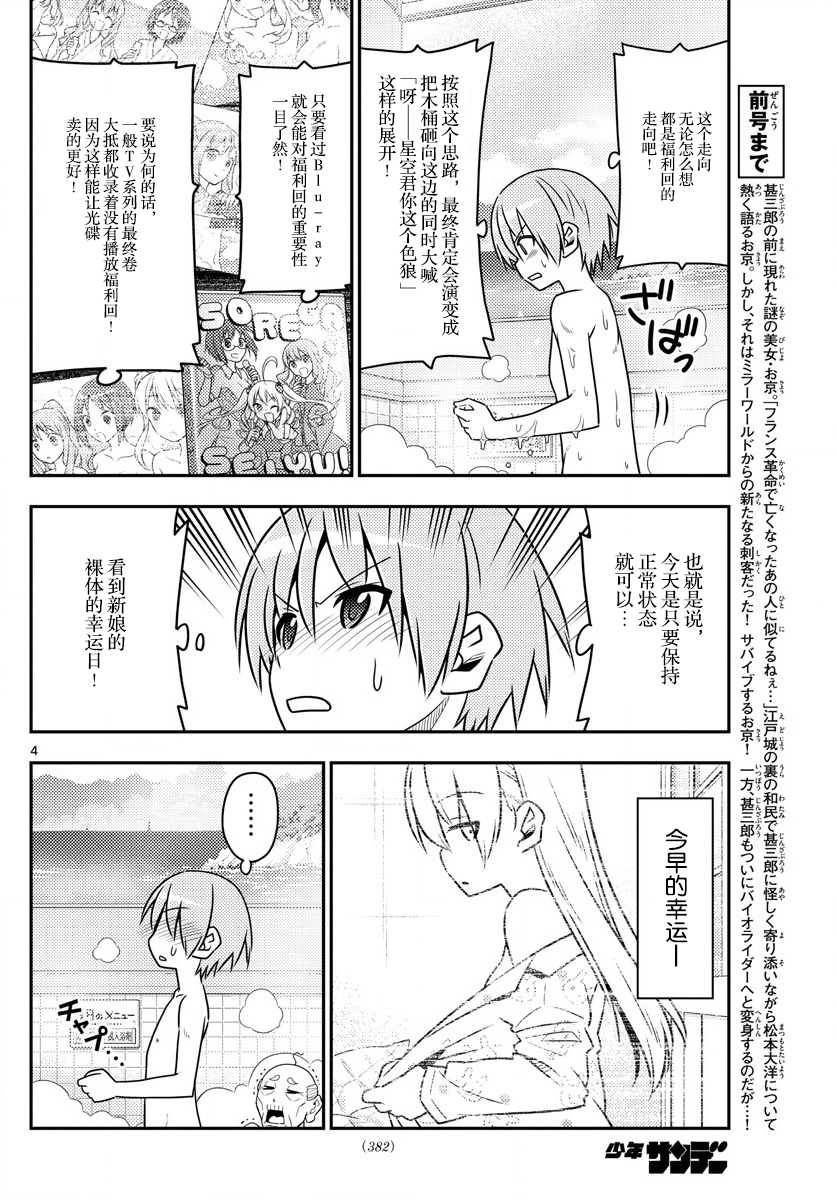 前号まで
甚三郎の前に現れた謎の美女・お京。「フランス革命で亡くなったあの人に似てるねぇ…」江戸城の裏の和民で甚三郎に怪しく寄り添いながら松本大洋について
熱く語るお京。しかし、それはミラーワールドからの新たなる刺客だった! サバイブするお京! 一方、甚三郎もついにバイオライダーへと変身するのだが…!
这个走向
无论怎么想
都是福利回的
走向吧!
按照这个思路,最终肯定会演变成
把木桶砸向这边的同时大喊
「呀——星空君你这个色狼」
这样的展开!
ざばっ
只要看过Blu-ray
就会能对福利回的重要性
一目了然!
要说为何的话,
一般TV系列的最终卷
大抵都收录着没有播放福利回!
因为这样能让光碟
卖的更好!
SORE
SEIYU!
也就是说,
今天是只要保持
正常状态
就可以…
看到新娘的
裸体的幸运日!
4
今早的幸运—
……
メニュー
チャプ…
(382)
少年サンデー